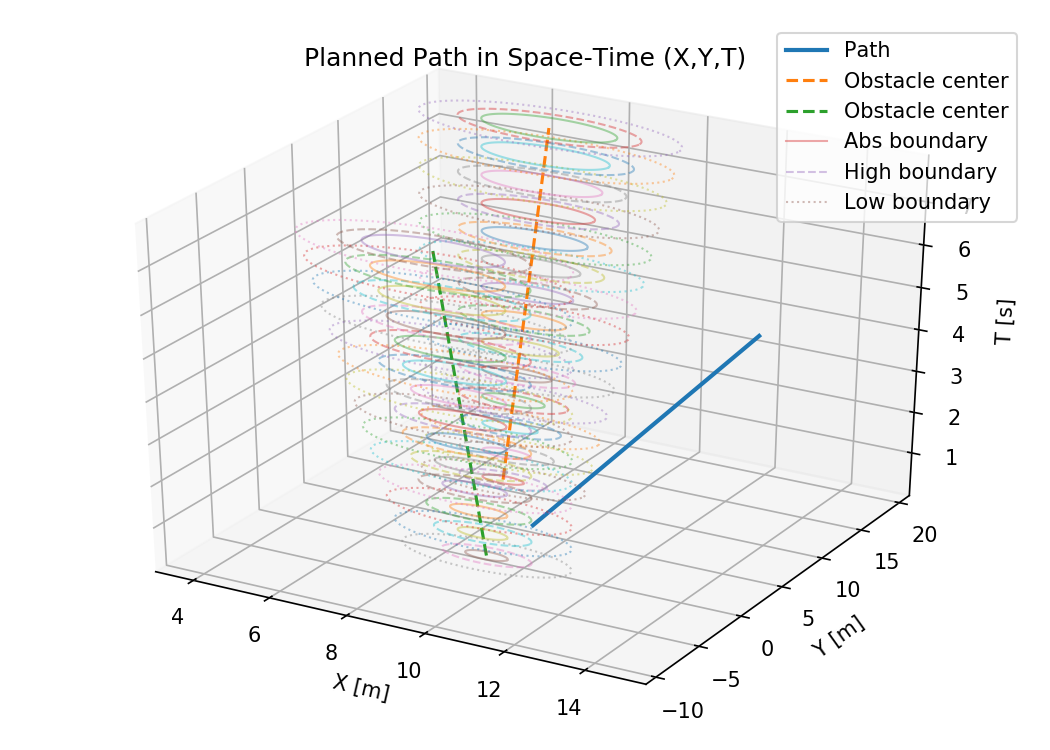 Planned Path in Space-Time (X,Y,T)
Path
Obstacle center
Obstacle center
Abs boundary
High boundary
Low boundary
6
5
4
3
2
1
T [s]
20
15
10
5
0
−5
−10
Y [m]
4
6
8
10
12
14
X [m]